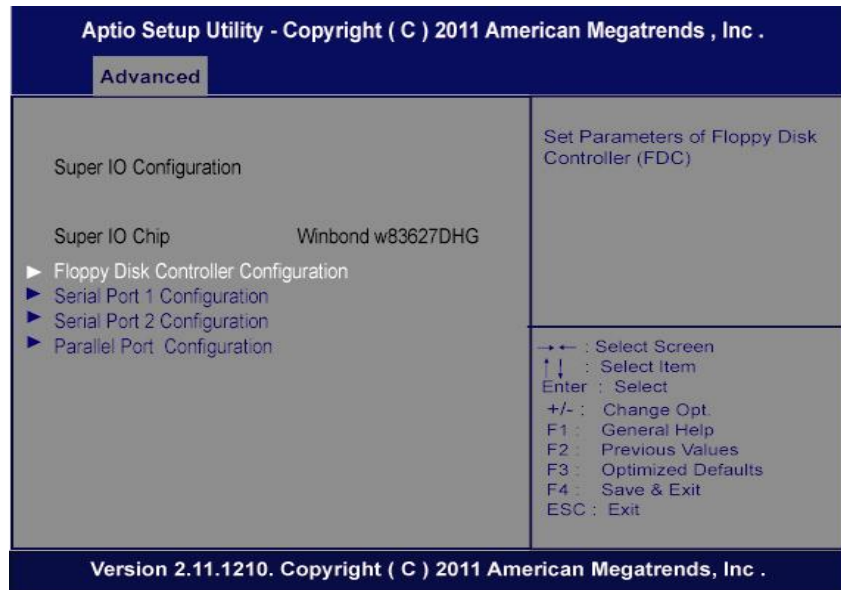 Aptio Setup Utility - Copyright ( C ) 2011 American Megatrends , Inc .
Advanced
Super IO Configuration
Super IO Chip Winbond w83627DHG
► Floppy Disk Controller Configuration
► Serial Port 1 Configuration
► Serial Port 2 Configuration
► Parallel Port Configuration
Set Parameters of Floppy Disk
Controller (FDC)
→← : Select Screen
↑↓ : Select Item
Enter : Select
+/- : Change Opt.
F1 : General Help
F2 : Previous Values
F3 : Optimized Defaults
F4 : Save & Exit
ESC : Exit
Version 2.11.1210. Copyright ( C ) 2011 American Megatrends, Inc .